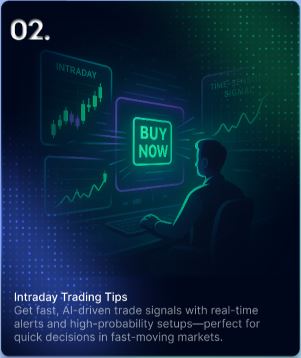 02.
INTRADAY
BUY
NOW
Intraday Trading Tips
Get fast, AI-driven trade signals with real-time
alerts and high-probability setups—perfect for
quick decisions in fast-moving markets.